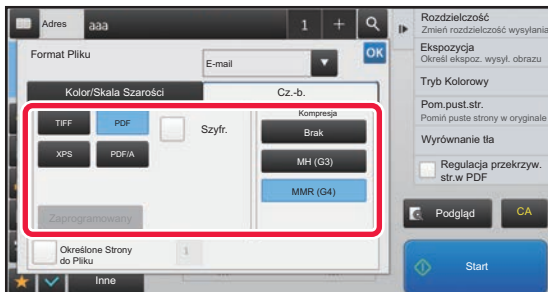 Adres aaa 1 +
Format Pliku
E-mail
OK
Kolor/Skala Szarości
Cz.-b.
TIFF PDF Szyfr.
XPS PDF/A
Zaprogramowany
Kompresja
Brak
MH (G3)
MMR (G4)
Określone Strony
do Pliku
1
Inne
Rozdzielczość
Zmień rozdzielczość wysyłania
Ekspozycja
Określ ekspoz. wysył. obrazu
Tryb Kolorowy
Pom.pust.str.
Pomiń puste strony w oryginale
Wyrównanie tła
Regulacja przekrzyw.
str.w PDF
Podgląd
CA
Start